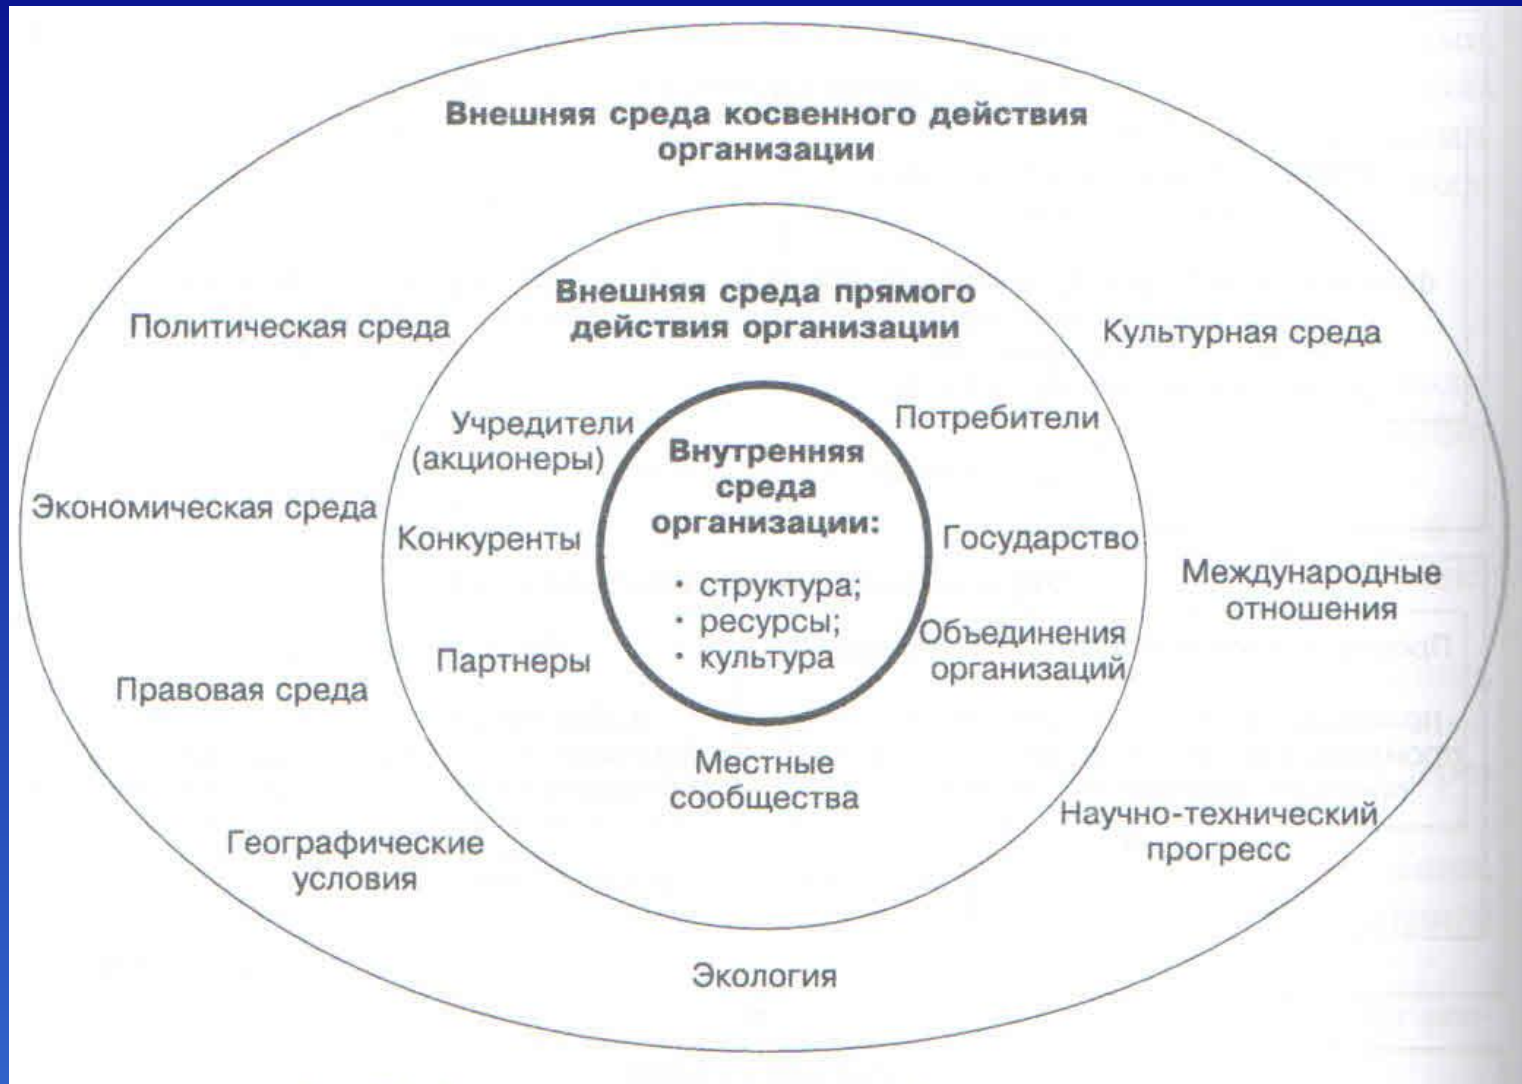 Внешняя среда косвенного действия
организации
Внешняя среда прямого
действия организации
Политическая среда
Культурная среда
Учредители
(акционеры)
Потребители
Внутренняя
среда
организации:
• структура;
• ресурсы;
• культура
Экономическая среда
Конкуренты
Государство
Международные
отношения
Объединения
организаций
Партнеры
Правовая среда
Местные
сообщества
Научно-технический
прогресс
Географические
условия
Экология